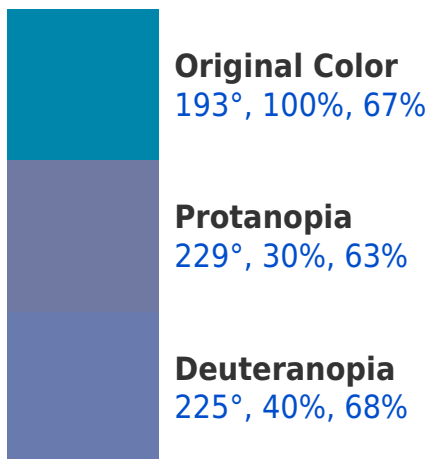 Original Color
193°, 100%, 67%
Protanopia
229°, 30%, 63%
Deuteranopia
225°, 40%, 68%